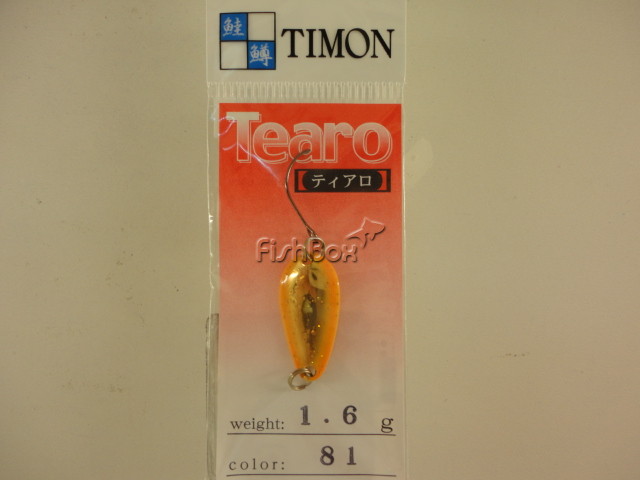 鮭
鱒
TIMON
Tearo
【ティアロ】
FishBox
weight: 1.6 g
color: 81